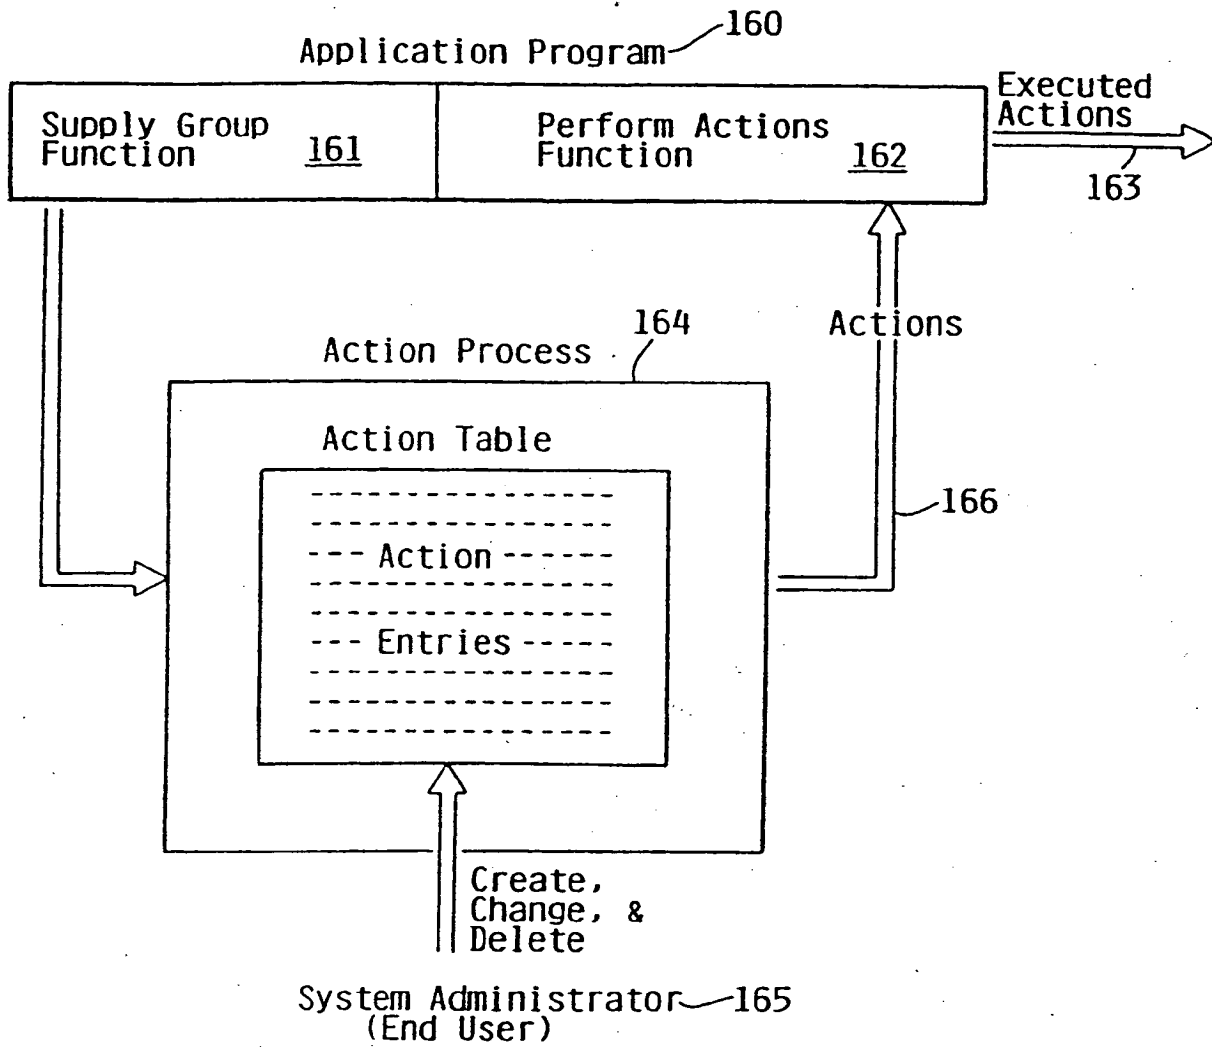 160
Application Program
Supply Group
Function 161
Perform Actions
Function 162
Executed
Actions
163
164
Action Process
Actions
Action Table
166
Action
Entries
Create,
Change, &
Delete
System Administrator 165
(End User)